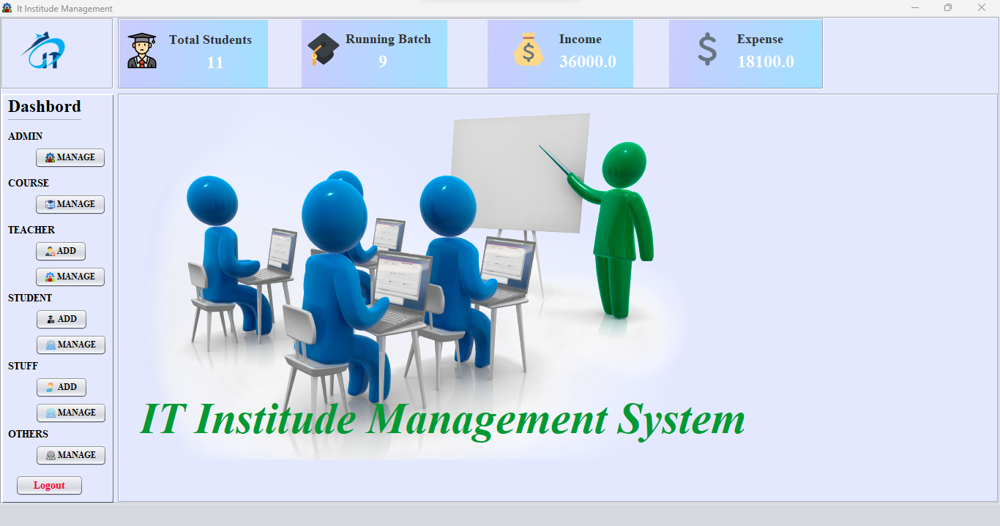 It Institude Management
IT
Total Students
11
Running Batch
9
Income
36000.0
Expense
18100.0
Dashbord
ADMIN
MANAGE
COURSE
MANAGE
TEACHER
ADD
MANAGE
STUDENT
ADD
MANAGE
STUFF
ADD
MANAGE
OTHERS
MANAGE
Logout
IT Institude Management System